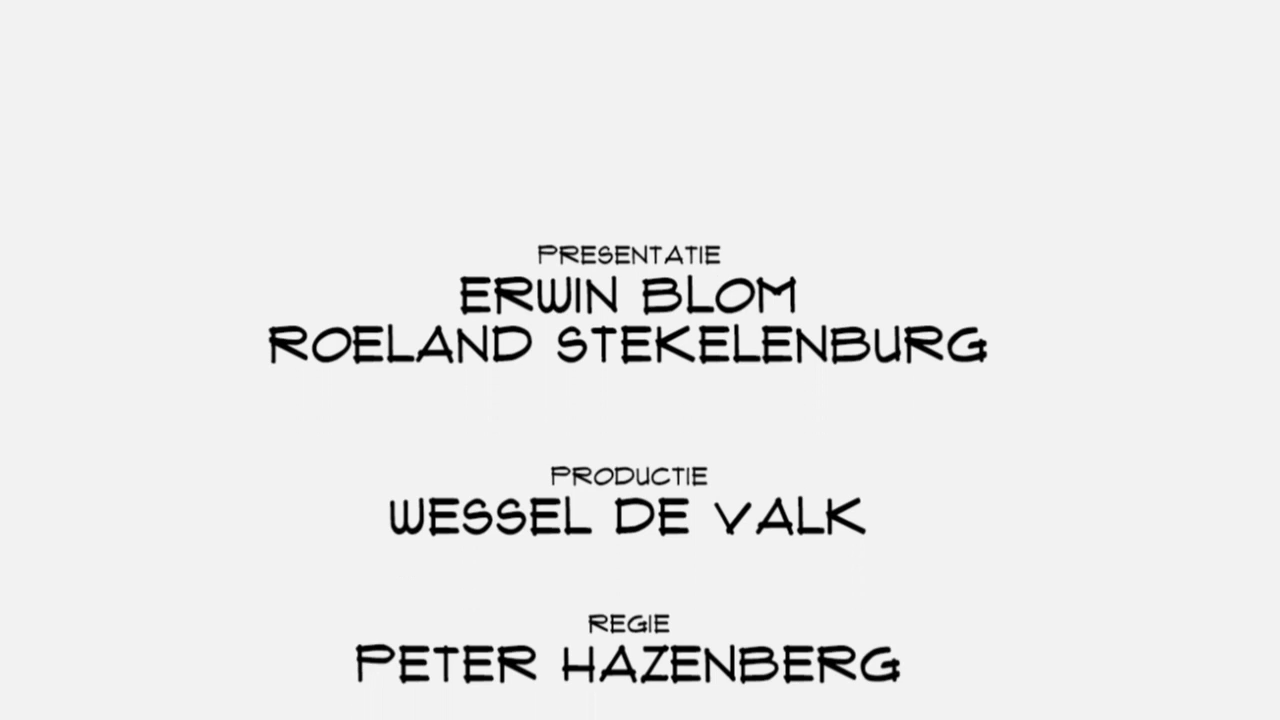 PRESENTATIE
ERWIN BLOM
ROELAND STEKELENBURG
PRODUCTIE
WESSEL DE VALK
REGIE
PETER HAZENBERG